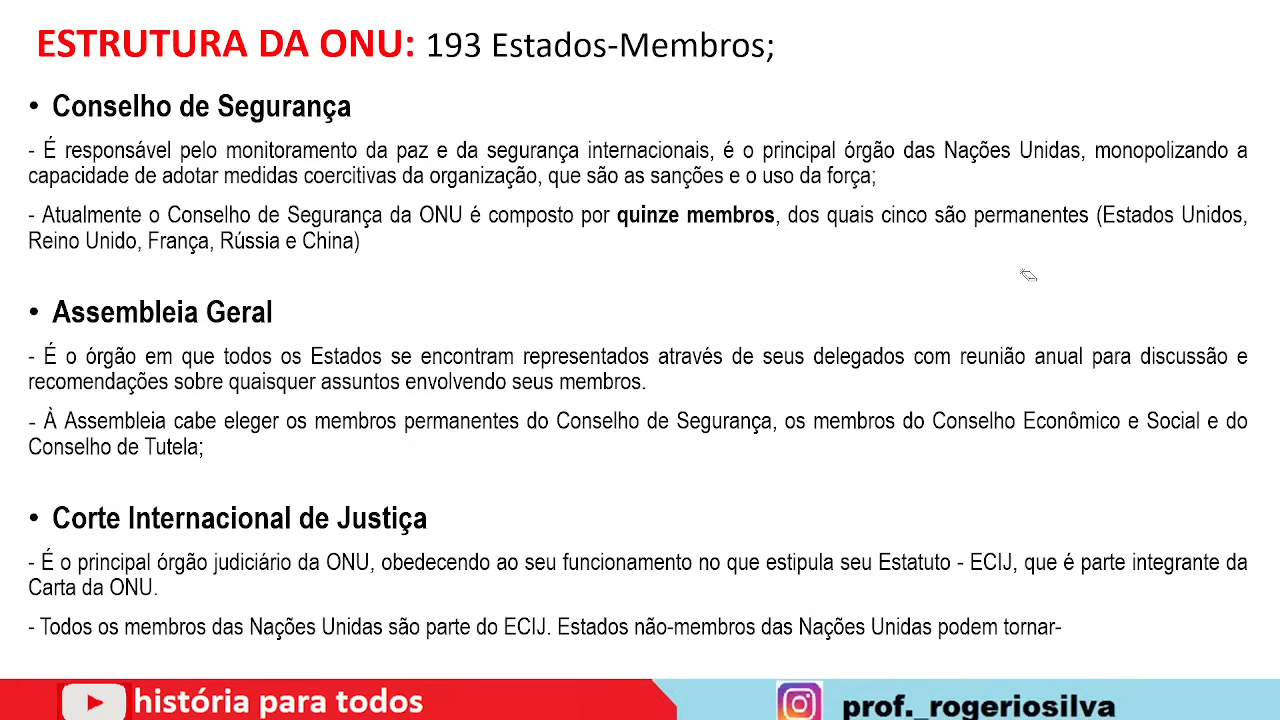 ESTRUTURA DA ONU: 193 Estados-Membros;
• Conselho de Segurança
- É responsável pelo monitoramento da paz e da segurança internacionais, é o principal órgão das Nações Unidas, monopolizando a
capacidade de adotar medidas coercitivas da organização, que são as sanções e o uso da força;
- Atualmente o Conselho de Segurança da ONU é composto por quinze membros, dos quais cinco são permanentes (Estados Unidos,
Reino Unido, França, Rússia e China)
• Assembleia Geral
- É o órgão em que todos os Estados se encontram representados através de seus delegados com reunião anual para discussão e
recomendações sobre quaisquer assuntos envolvendo seus membros.
- À Assembleia cabe eleger os membros permanentes do Conselho de Segurança, os membros do Conselho Econômico e Social e do
Conselho de Tutela;
• Corte Internacional de Justiça
- É o principal órgão judiciário da ONU, obedecendo ao seu funcionamento no que estipula seu Estatuto - ECIJ, que é parte integrante da
Carta da ONU.
- Todos os membros das Nações Unidas são parte do ECIJ. Estados não-membros das Nações Unidas podem tornar-
história para todos
prof._rogeriosilva